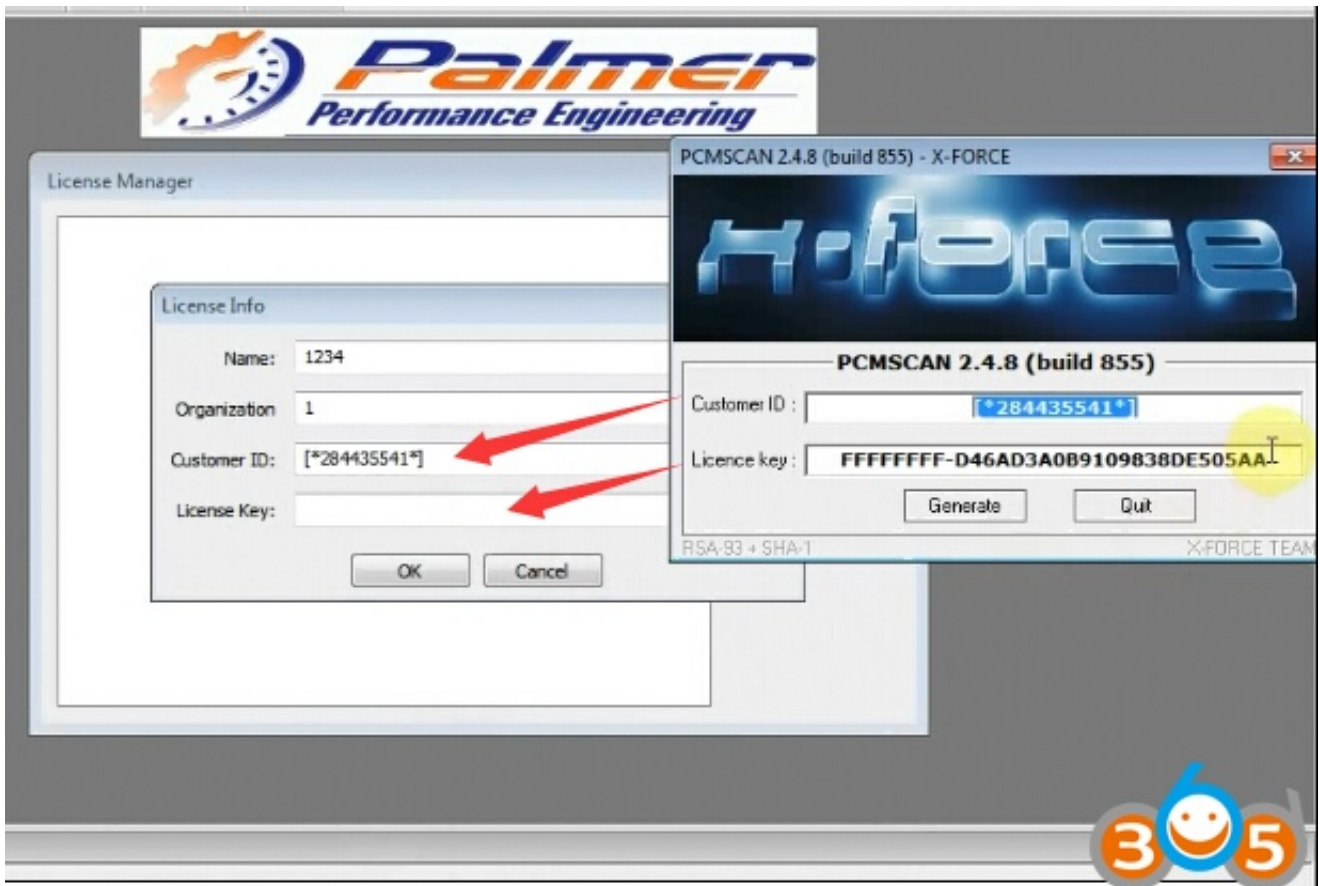 Palmer
Performance Engineering
PCMSCAN 2.4.8 (build 855) - X-FORCE
License Manager
x-force
License Info
Name: 1234
Organization 1
Customer ID: [*284435541*]
License Key:
OK Cancel
PCMSCAN 2.4.8 (build 855)
Customer ID : [*284435541*]
Licence key : FFFFFFFF-D46AD3A0B9109838DE505AA
Generate Quit
RSA-93 + SHA-1 X-FORCE TEAM
365